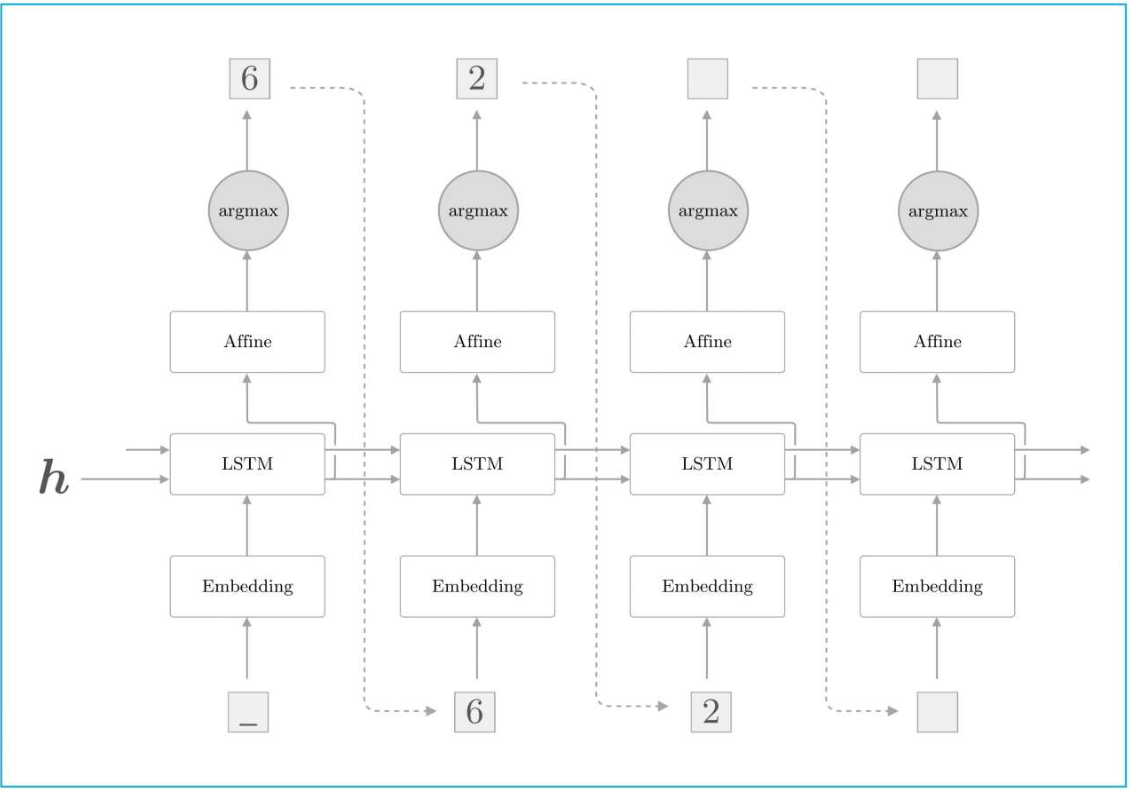 6 2
argmax argmax argmax argmax
Affine Affine Affine Affine
LSTM LSTM LSTM LSTM
h
Embedding Embedding Embedding Embedding
_ 6 2